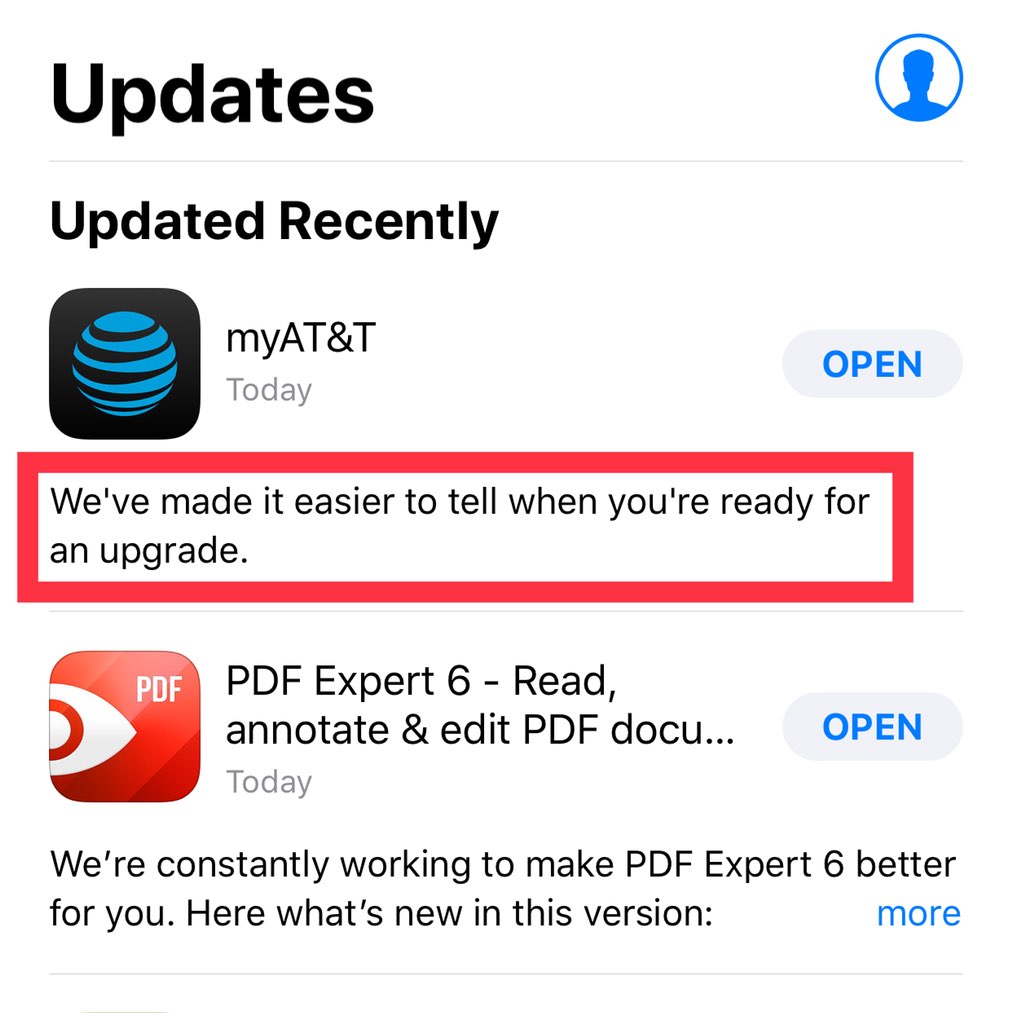 Updates
Updated Recently
myAT&T
Today
OPEN
We've made it easier to tell when you're ready for
an upgrade.
PDF
PDF Expert 6 - Read,
annotate & edit PDF docu...
Today
OPEN
We’re constantly working to make PDF Expert 6 better
for you. Here what’s new in this version:
more